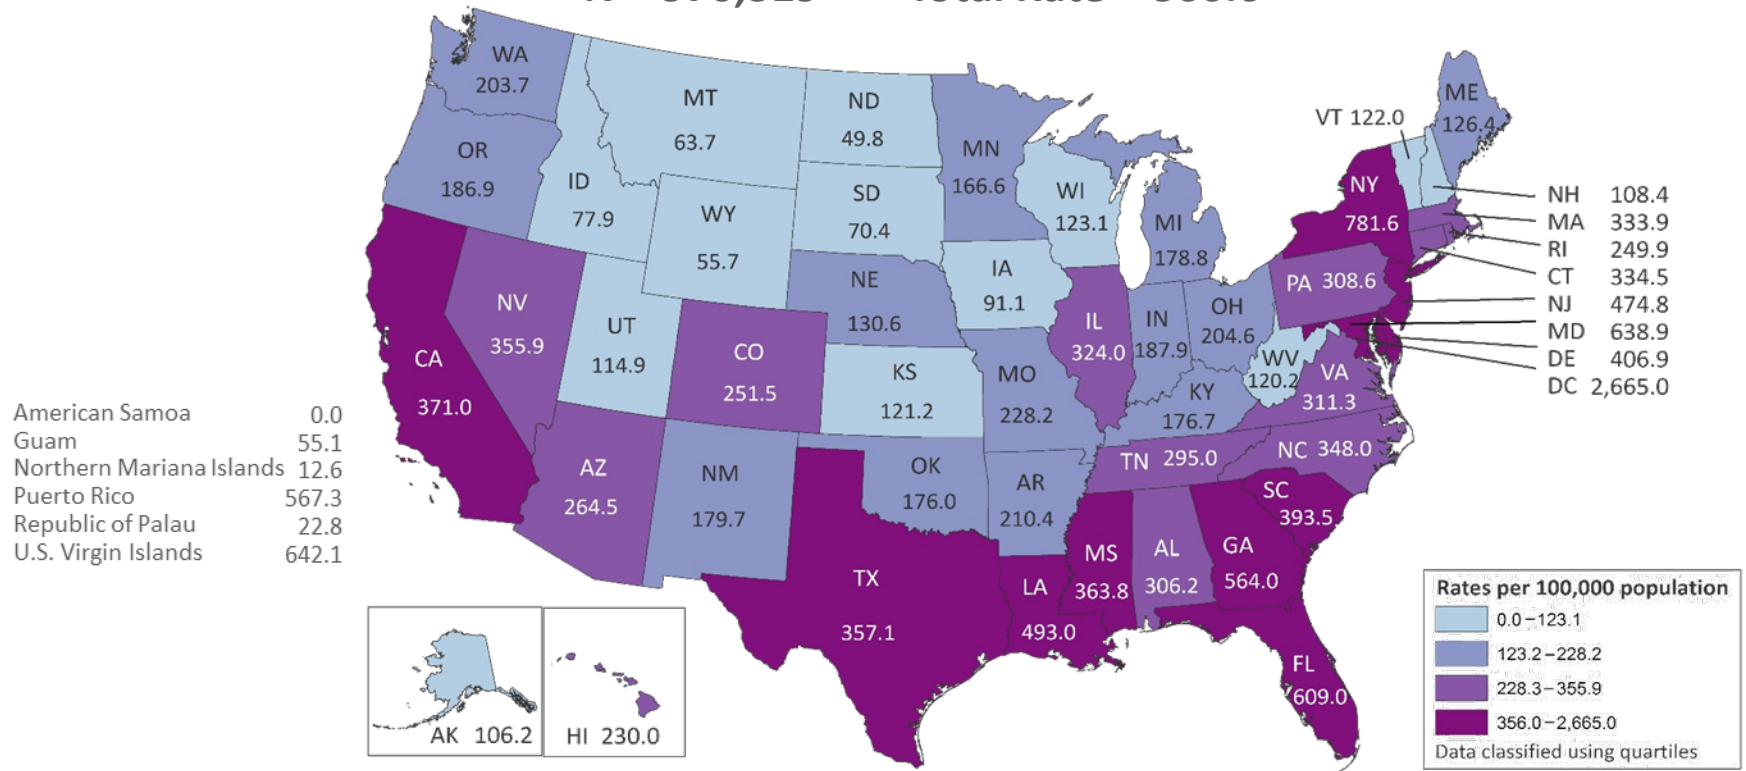 WA
203.7
OR
186.9
CA
371.0
NV
355.9
ID
77.9
MT
63.7
WY
55.7
UT
114.9
AZ
264.5
CO
251.5
NM
179.7
ND
49.8
SD
70.4
NE
130.6
KS
121.2
OK
176.0
TX
357.1
MN
166.6
IA
91.1
MO
228.2
AR
210.4
LA
493.0
WI
123.1
IL
324.0
MI
178.8
IN
187.9
OH
204.6
KY
176.7
WV
120.2
VA
311.3
TN 295.0
NC 348.0
SC
393.5
MS
363.8
AL
306.2
GA
564.0
FL
609.0
PA 308.6
NY
781.6
VT 122.0
ME
126.4
NH 108.4
MA 333.9
RI 249.9
CT 334.5
NJ 474.8
MD 638.9
DE 406.9
DC 2,665.0
American Samoa 0.0
Guam 55.1
Northern Mariana Islands 12.6
Puerto Rico 567.3
Republic of Palau 22.8
U.S. Virgin Islands 642.1
AK 106.2
HI 230.0
Rates per 100,000 population
0.0–123.1
123.2–228.2
228.3–355.9
356.0–2,665.0
Data classified using quartiles